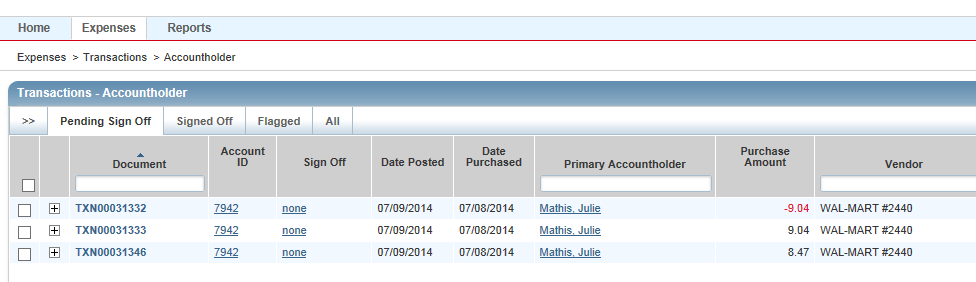 Home Expenses Reports
Expenses > Transactions > Accountholder
Transactions - Accountholder
>> Pending Sign Off Signed Off Flagged All
Document Account ID Sign Off Date Posted Date Purchased Primary Accountholder Purchase Amount Vendor
TXN00031332 7942 none 07/09/2014 07/08/2014 Mathis, Julie -9.04 WAL-MART #2440
TXN00031333 7942 none 07/09/2014 07/08/2014 Mathis, Julie 9.04 WAL-MART #2440
TXN00031346 7942 none 07/09/2014 07/08/2014 Mathis, Julie 8.47 WAL-MART #2440